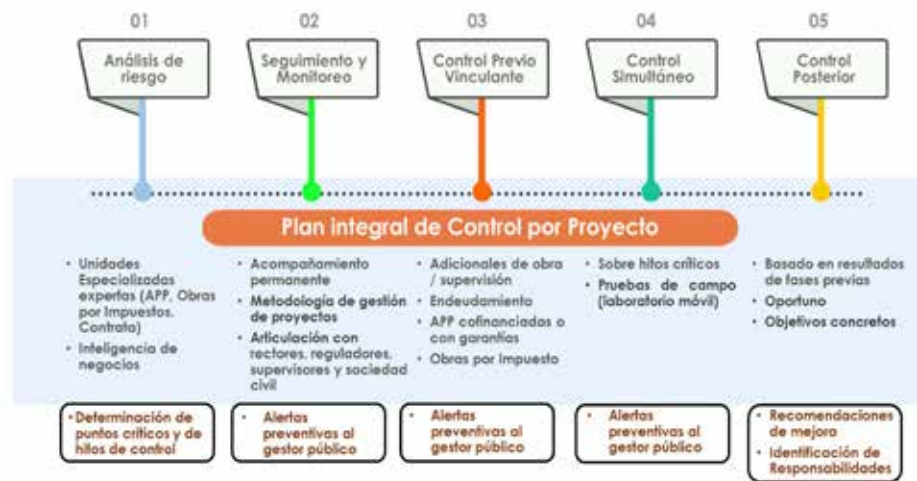 01
02
03
04
05
Análisis de
riesgo
Seguimiento y
Monitoreo
Control Previo
Vinculante
Control
Simultáneo
Control
Posterior
Plan integral de Control por Proyecto
• Unidades
Especializadas
expertas (APP, Obras
por Impuestos,
Contrato)
• Inteligencia de
negocios
• Acompañamiento
permanente
• Metodología de gestión
de proyectos
• Articulación con
rectores, reguladores,
supervisores y sociedad
civil
• Adicionales de obra
/ supervisión
• Endeudamiento
• APP cofinanciadas o
con garantías
• Obras por Impuesto
• Sobre hitos críticos
• Pruebas de campo
(laboratorio móvil)
• Basado en resultados
de fases previas
• Oportuno
• Objetivos concretos
• Determinación de
puntos críticos y de
hitos de control
• Alertas
preventivas al
gestor público
• Alertas
preventivas al
gestor público
• Alertas
preventivas al
gestor público
• Recomendaciones
de mejora
• Identificación de
Responsabilidades